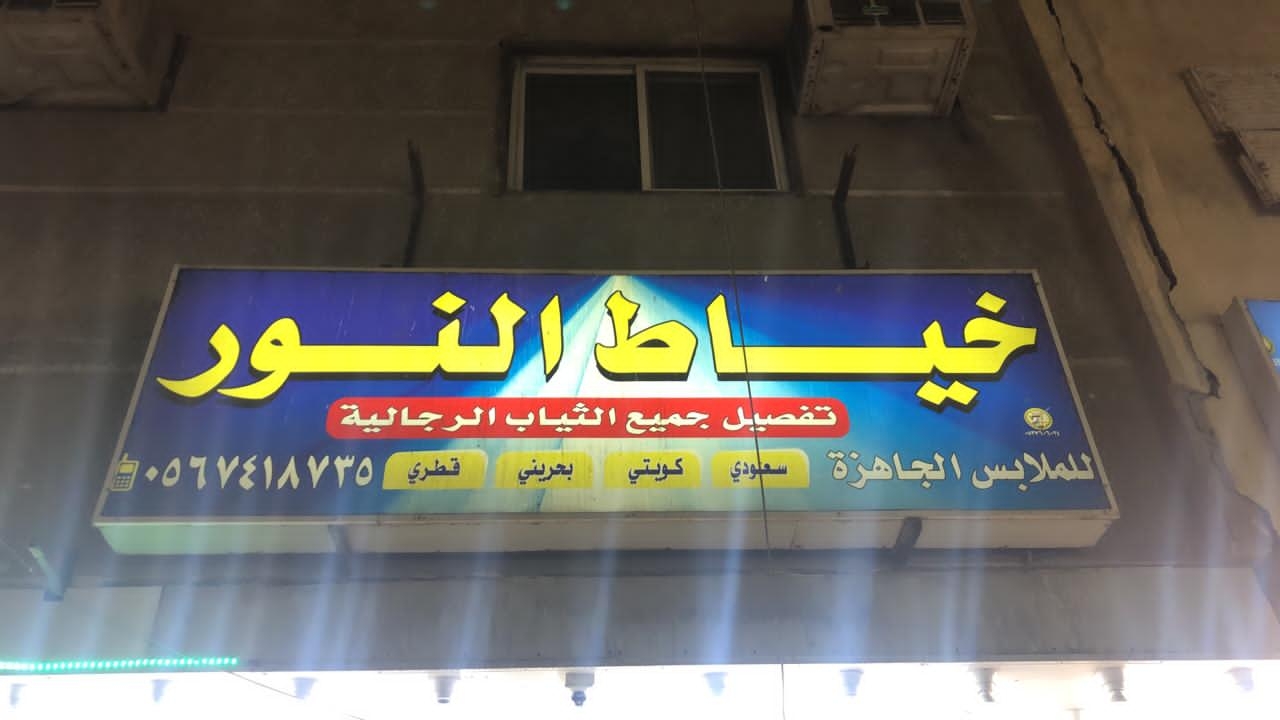 خياط النور
تفصيل جميع الثياب الرجالية
للملابس الجاهزة سعودي كويتي بحريني قطري ٠٥٦٧٤١٨٧٣٥